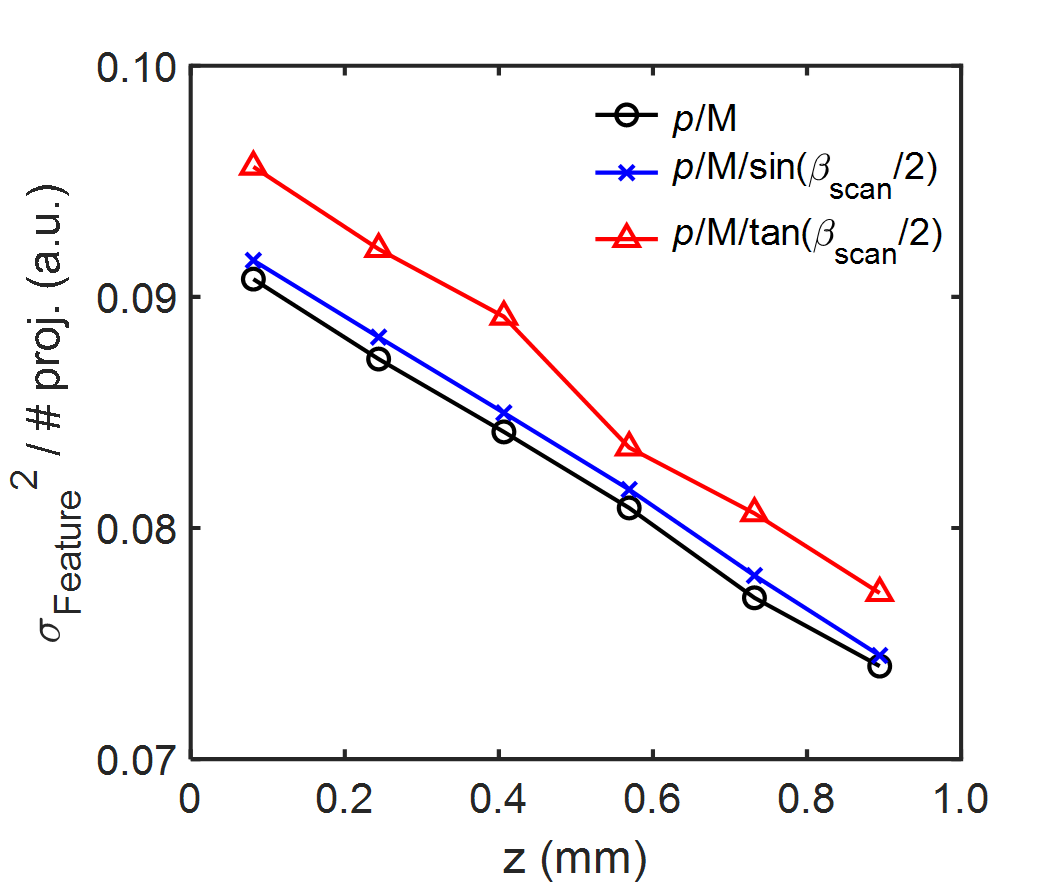 0.10
0.09
0.08
0.07
0
0.2
0.4
0.6
0.8
1.0
z (mm)
σFeature² / # proj. (a.u.)
p/M
p/M/sin(βscan/2)
p/M/tan(βscan/2)